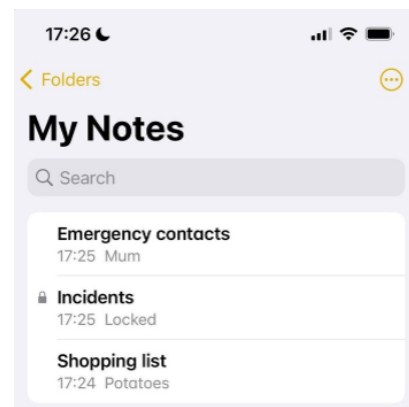 17:26
Folders
My Notes
Search
Emergency contacts
17:25 Mum
Incidents
17:25 Locked
Shopping list
17:24 Potatoes